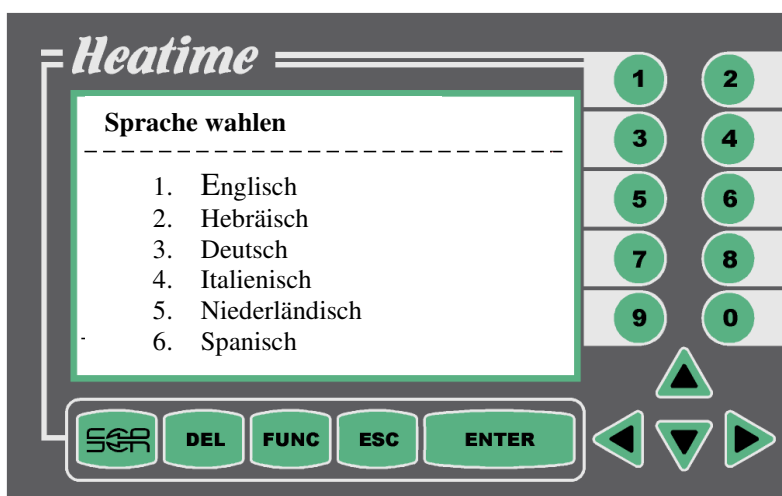 Heatime
Sprache wahlen
1. Englisch
2. Hebräisch
3. Deutsch
4. Italienisch
5. Niederländisch
6. Spanisch
1 2
3 4
5 6
7 8
9 0
SCR DEL FUNC ESC ENTER